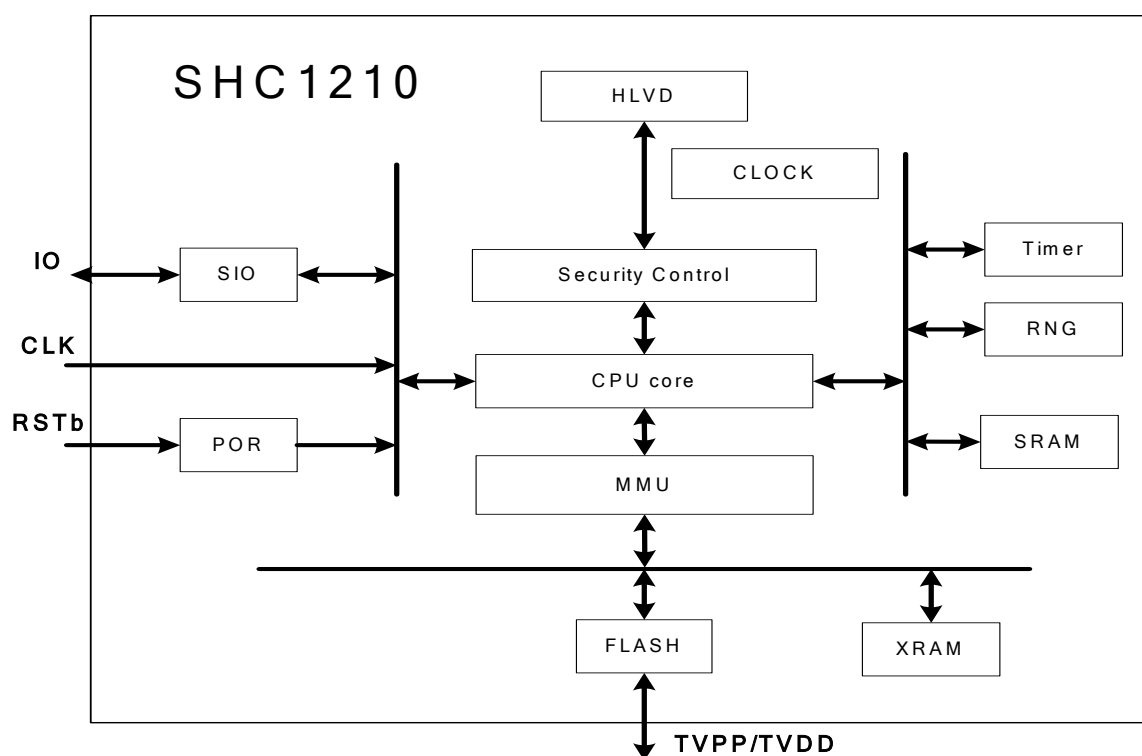 SHC1210
HLVD
CLOCK
IO
SIO
Security Control
Timer
CLK
RNG
CPU core
RSTb
POR
SRAM
MMU
FLASH
XRAM
TVPP/TVDD